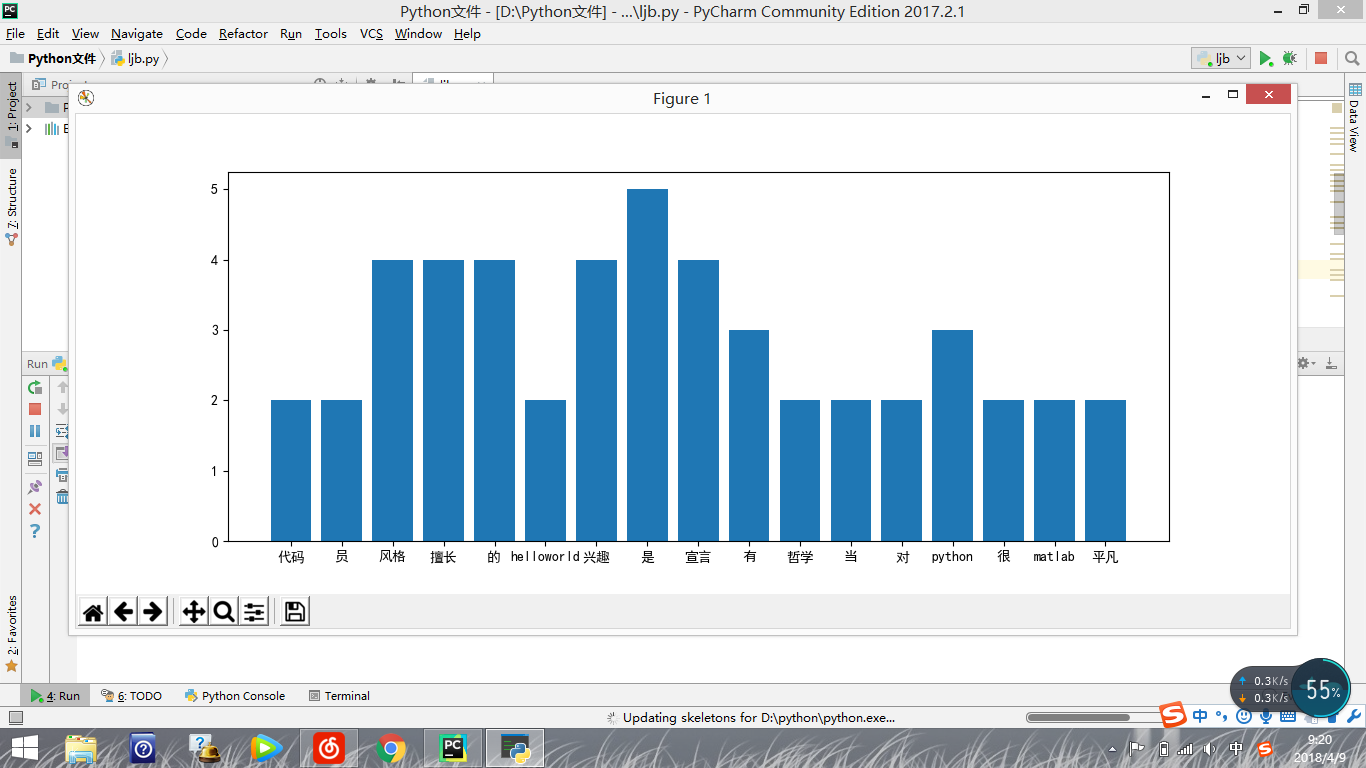 Python文件 - [D:\Python文件] - ...\ljb.py - PyCharm Community Edition 2017.2.1
File Edit View Navigate Code Refactor Run Tools VCS Window Help
Python文件 ljb.py
ljb
1: Project
7: Structure
2: Favorites
Data View
Figure 1
5
4
3
2
1
0
代码 员 风格 擅长 的 helloworld 兴趣 是 宣言 有 哲学 当 对 python 很 matlab 平凡
Run
4: Run 6: TODO Python Console Terminal
0.3K/s
0.3K/s
55%
Updating skeletons for D:\python\python.exe...
中
中
9:20
2018/4/9